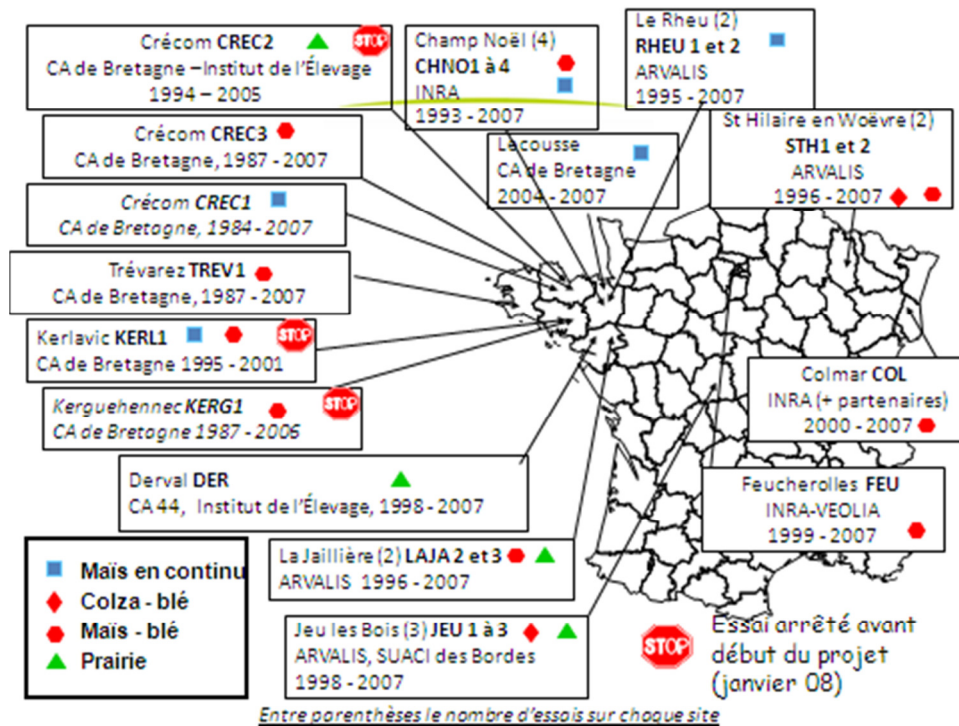 Crécom CREC2
STOP
CA de Bretagne –Institut de l'Élevage
1994 – 2005
Champ Noël (4)
CHNO1 à 4
INRA
1993 - 2007
Le Rheu (2)
RHEU 1 et 2
ARVALIS
1995 - 2007
Crécom CREC3
CA de Bretagne, 1987 - 2007
Lecousse
CA de Bretagne
2004 - 2007
St Hilaire en Woëvre (2)
STH1 et 2
ARVALIS
1996 - 2007
Crécom CREC1
CA de Bretagne, 1984 - 2007
Trévarez TREV1
CA de Bretagne, 1987 - 2007
Kerlavic KERL1
STOP
CA de Bretagne 1995 - 2001
Kerguehennec KERG1
STOP
CA de Bretagne 1987 - 2006
Colmar COL
INRA (+ partenaires)
2000 - 2007
Derval DER
CA 44, Institut de l'Élevage, 1998 - 2007
Feucherolles FEU
INRA-VEOLIA
1999 - 2007
La Jaillière (2) LAJA 2 et 3
ARVALIS 1996 - 2007
Jeu les Bois (3) JEU 1 à 3
ARVALIS, SUACI des Bordes
1998 - 2007
Maïs en continu
Colza - blé
Maïs - blé
Prairie
STOP
Essai arrêté avant
début du projet
(janvier 08)
Entre parenthèses le nombre d'essais sur chaque site